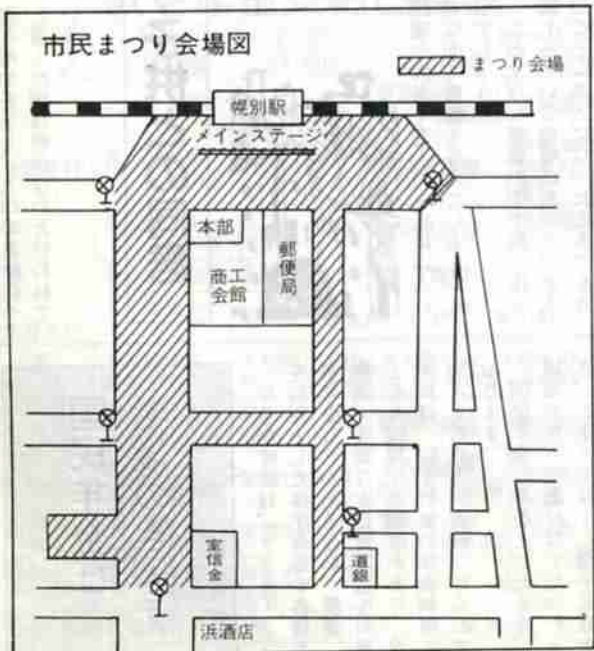 市民まつり会場図
まつり会場
幌別駅
メインステージ
本部
商工
会館
郵便局
室信金
道銀
浜酒店